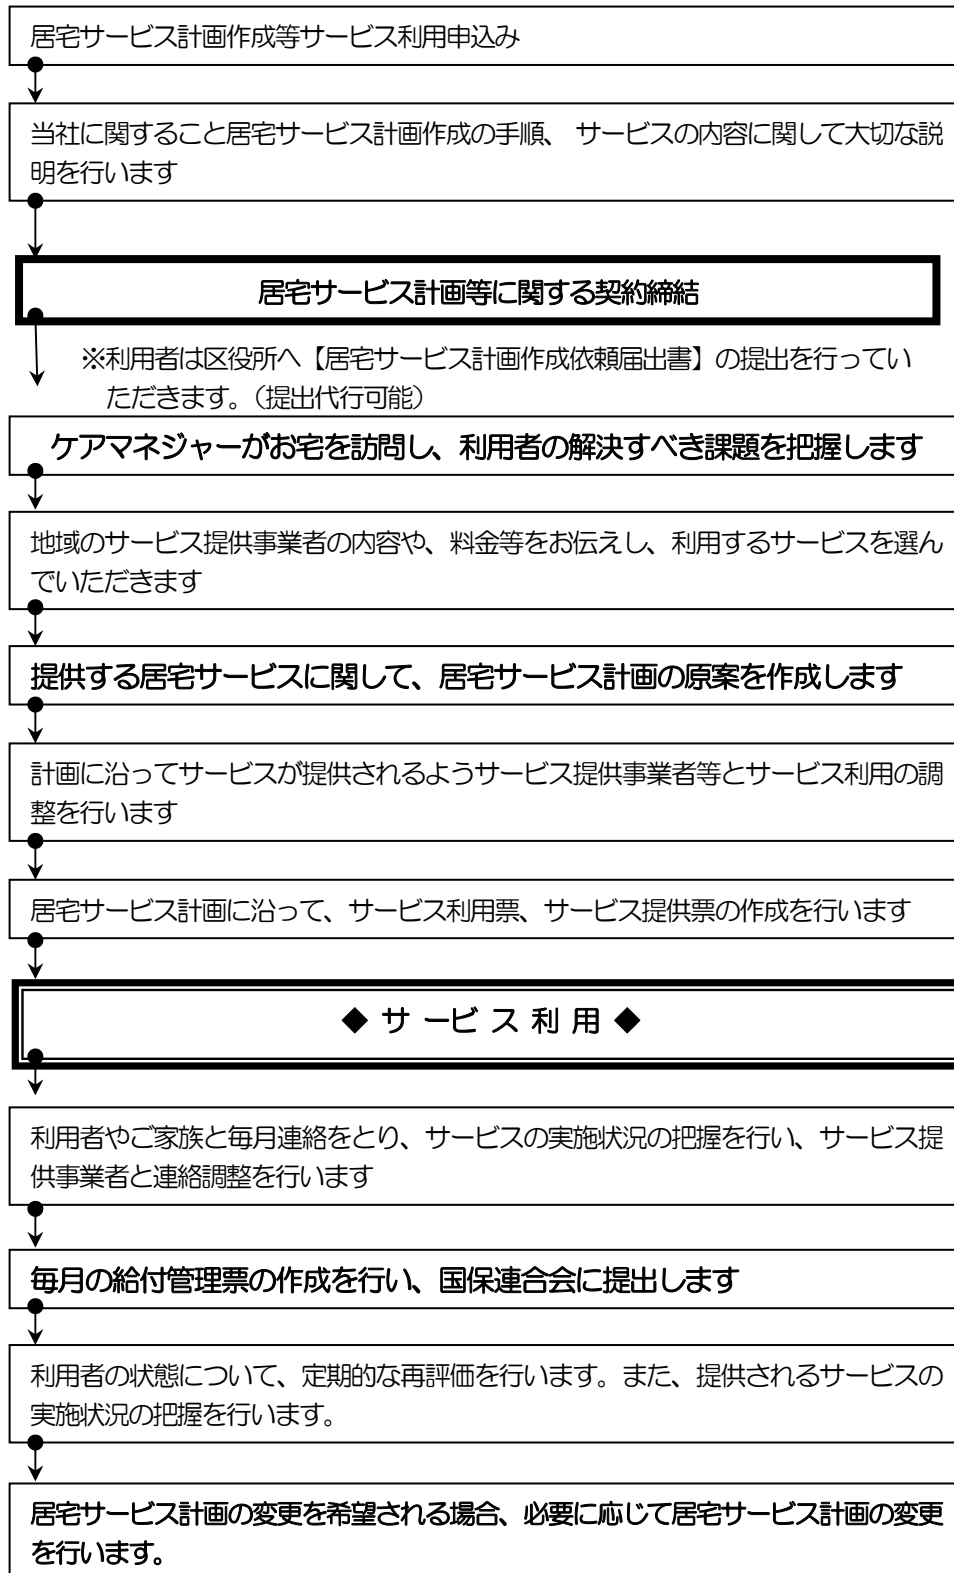 居宅サービス計画作成等サービス利用申込み
当社に関すること居宅サービス計画作成の手順、 サービスの内容に関して大切な説
明を行います
居宅サービス計画等に関する契約締結
※利用者は区役所へ【居宅サービス計画作成依頼届出書】の提出を行ってい
ただきます。（提出代行可能）
ケアマネジャーがお宅を訪問し、利用者の解決すべき課題を把握します
地域のサービス提供事業者の内容や、料金等をお伝えし、利用するサービスを選ん
でいただきます
提供する居宅サービスに関して、居宅サービス計画の原案を作成します
計画に沿ってサービスが提供されるようサービス提供事業者等とサービス利用の調
整を行います
居宅サービス計画に沿って、サービス利用票、サービス提供票の作成を行います
◆ サ ービ ス 利 用 ◆
利用者やご家族と毎月連絡をとり、サービスの実施状況の把握を行い、サービス提
供事業者と連絡調整を行います
毎月の給付管理票の作成を行い、国保連合会に提出します
利用者の状態について、定期的な再評価を行います。また、提供されるサービスの
実施状況の把握を行います。
居宅サービス計画の変更を希望される場合、必要に応じて居宅サービス計画の変更
を行います。